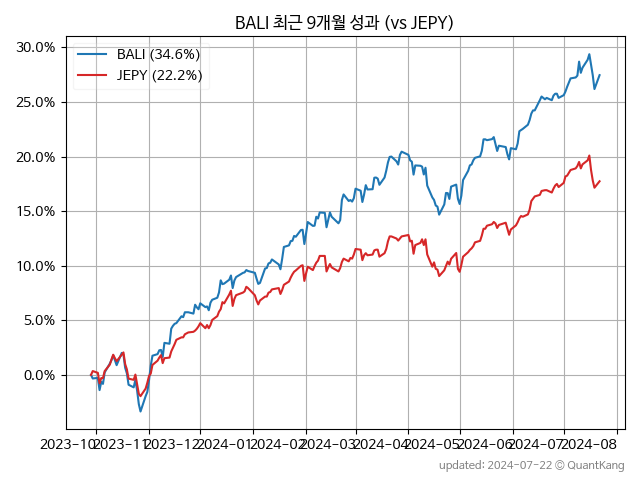 BALI 최근 9개월 성과 (vs JEPY)
BALI (34.6%)
JEPY (22.2%)
30.0%
25.0%
20.0%
15.0%
10.0%
5.0%
0.0%
2023-10 2023-11 2023-12 2024-01 2024-02 2024-03 2024-04 2024-05 2024-06 2024-07 2024-08
updated: 2024-07-22 © QuantKang